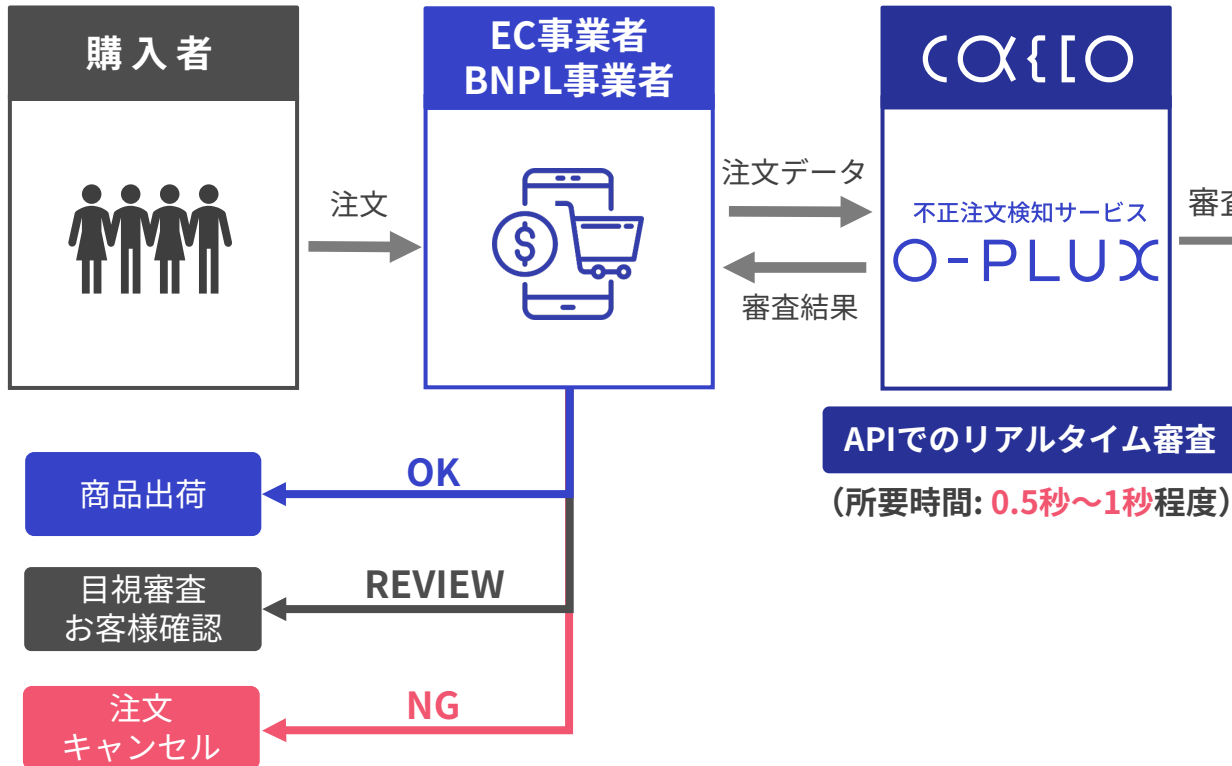 購入者
EC事業者
BNPL事業者
cacco
注文
注文データ
審査結果
不正注文検知サービス
O-PLUX
審査
APIでのリアルタイム審査
（所要時間: 0.5秒～1秒程度）
OK
商品出荷
REVIEW
目視審査
お客様確認
NG
注文
キャンセル